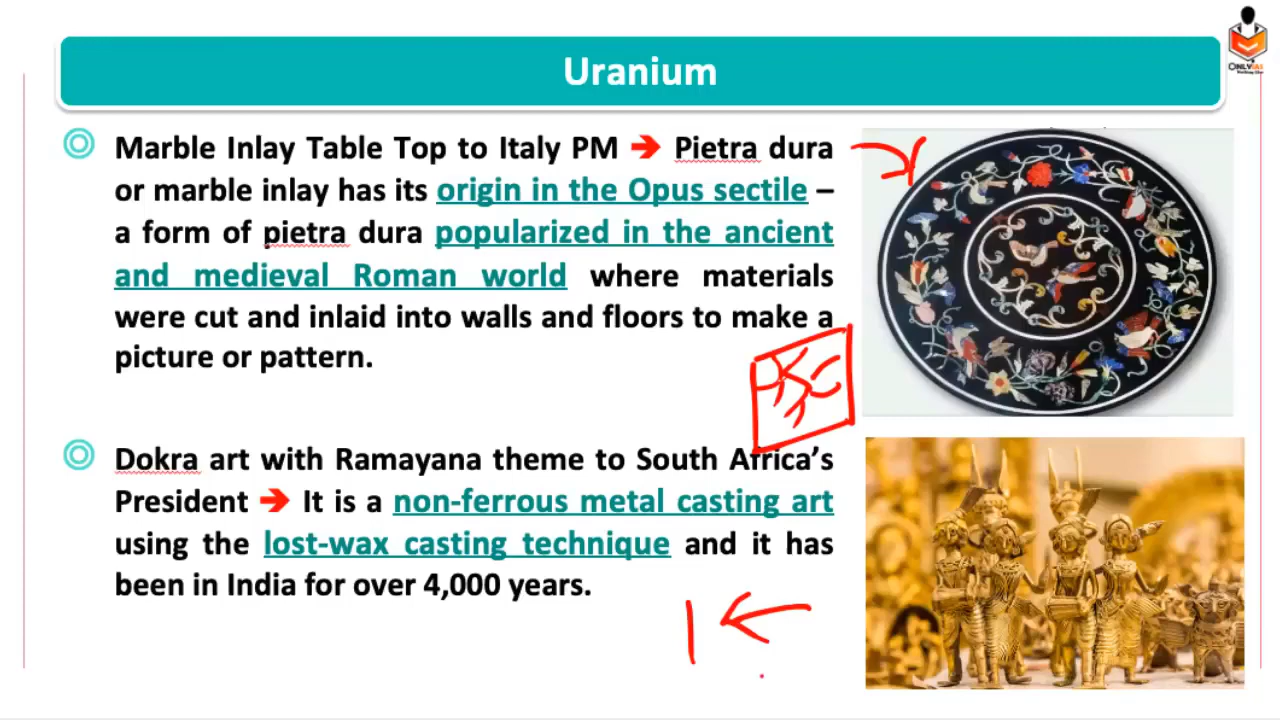 Uranium
ONLYIAS
Marble Inlay Table Top to Italy PM ➔ Pietra dura
or marble inlay has its origin in the Opus sectile –
a form of pietra dura popularized in the ancient
and medieval Roman world where materials
were cut and inlaid into walls and floors to make a
picture or pattern.
Dokra art with Ramayana theme to South Africa's
President ➔ It is a non-ferrous metal casting art
using the lost-wax casting technique and it has
been in India for over 4,000 years.